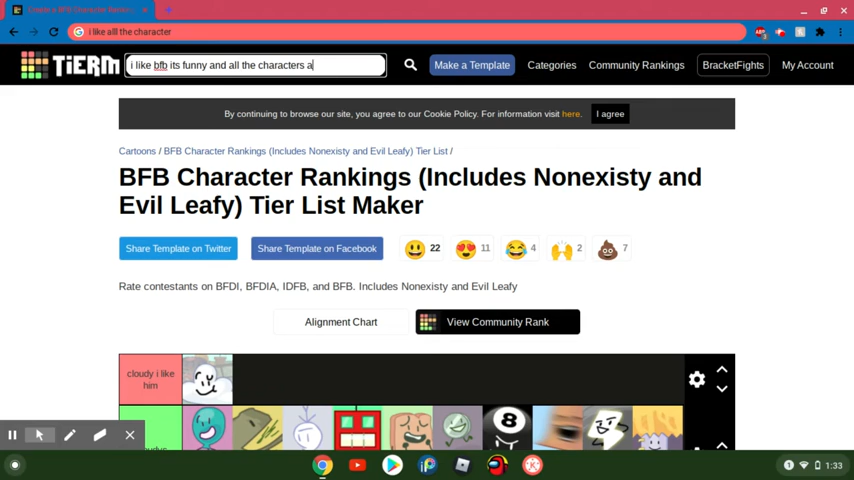 i like alll the character
TiERM
i like bfb its funny and all the characters a
Make a Template
Categories
Community Rankings
BracketFights
My Account
By continuing to browse our site, you agree to our Cookie Policy. For information visit here.
I agree
Cartoons / BFB Character Rankings (Includes Nonexisty and Evil Leafy) Tier List /
BFB Character Rankings (Includes Nonexisty and
Evil Leafy) Tier List Maker
Share Template on Twitter
Share Template on Facebook
22
11
4
2
7
Rate contestants on BFDI, BFDIA, IDFB, and BFB. Includes Nonexisty and Evil Leafy
Alignment Chart
View Community Rank
cloudy i like
him
8
1
1:33